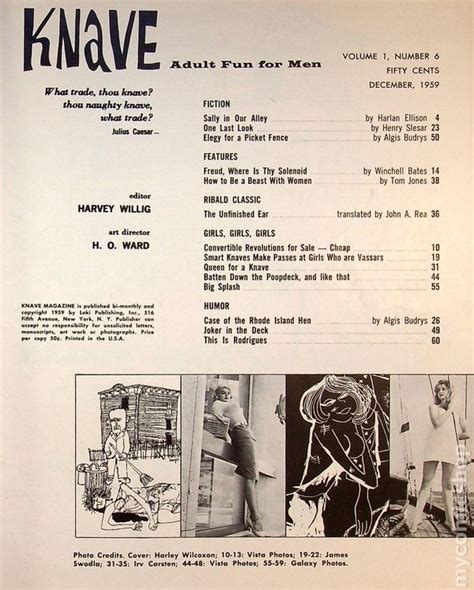 KNAVE Adult Fun for Men
VOLUME 1, NUMBER 6
FIFTY CENTS
DECEMBER, 1959
What trade, thou knave?
thou naughty knave,
what trade?
Julius Caesar—
editor
HARVEY WILLIG
art director
H. O. WARD
KNAVE MAGAZINE is published bi-monthly and
copyright 1959 by Loki Publishing, Inc., 516
Fifth Avenue, New York, N. Y. Publisher can
accept no responsibility for unsolicited letters,
manuscripts, art work or photographs. Price
per copy 50¢. Printed in the U.S.A.
FICTION
Sally in Our Alley by Harlan Ellison 4
One Last Look by Henry Slesar 23
Elegy for a Picket Fence by Algis Budrys 50
FEATURES
Freud, Where Is Thy Solenoid by Winchell Bates 14
How to Be a Beast With Women by Tom Jones 38
RIBALD CLASSIC
The Unfinished Ear translated by John A. Rea 36
GIRLS, GIRLS, GIRLS
Convertible Revolutions for Sale — Cheap 10
Smart Knaves Make Passes at Girls Who are Vassars 19
Queen for a Knave 31
Batten Down the Poopdeck, and like that 44
Big Splash 55
HUMOR
Case of the Rhode Island Hen by Algis Budrys 26
Joker in the Deck 49
This Is Rodrigues 60
Photo Credits. Cover: Harley Wilcoxon; 10-13: Vista Photos; 19-22: James
Swodla; 31-35: Irv Carsten; 44-48: Vista Photos; 55-59: Galaxy Photos.
mycomicshop